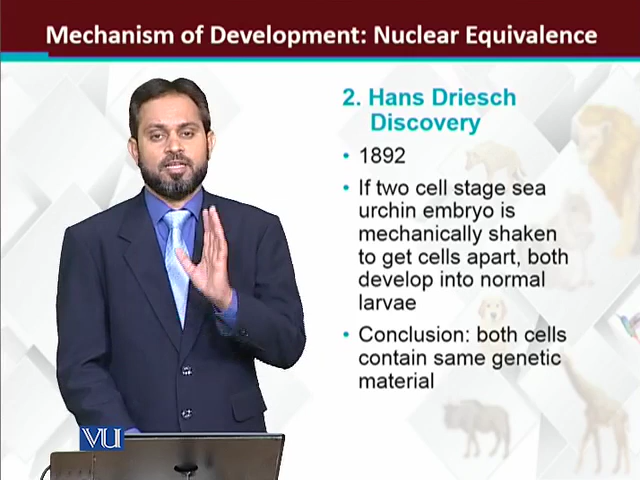 Mechanism of Development: Nuclear Equivalence
2. Hans Driesch
Discovery
• 1892
• If two cell stage sea
urchin embryo is
mechanically shaken
to get cells apart, both
develop into normal
larvae
• Conclusion: both cells
contain same genetic
material
VU